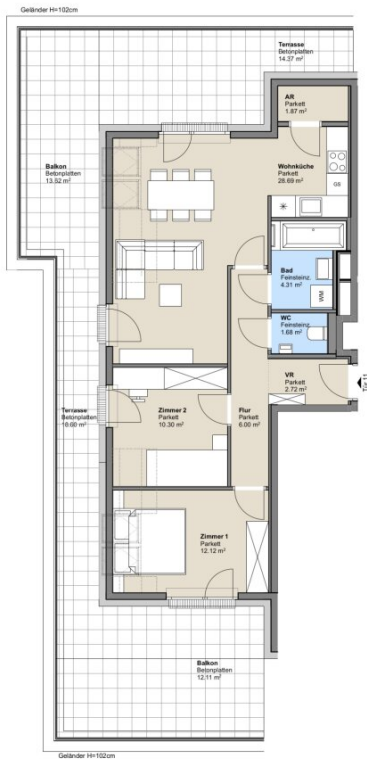 Geländer H=102cm
Terrasse
Betonplatten
14.37 m²
AR
Parkett
1.87 m²
Balkon
Betonplatten
13.52 m²
Wohnküche
Parkett
28.69 m²
GS
Bad
Feinsteinz.
4.31 m²
WM
WC
Feinsteinz.
1.68 m²
VR
Parkett
2.72 m²
Tür 11
Terrasse
Betonplatten
Zimmer 2
Parkett
10.30 m²
Flur
Parkett
6.00 m²
Zimmer 1
Parkett
12.12 m²
Balkon
Betonplatten
12.11 m²
Geländer H=102cm